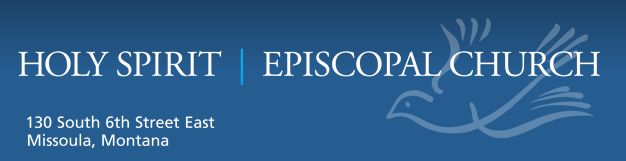 HOLY SPIRIT | EPISCOPAL CHURCH
130 South 6th Street East
Missoula, Montana